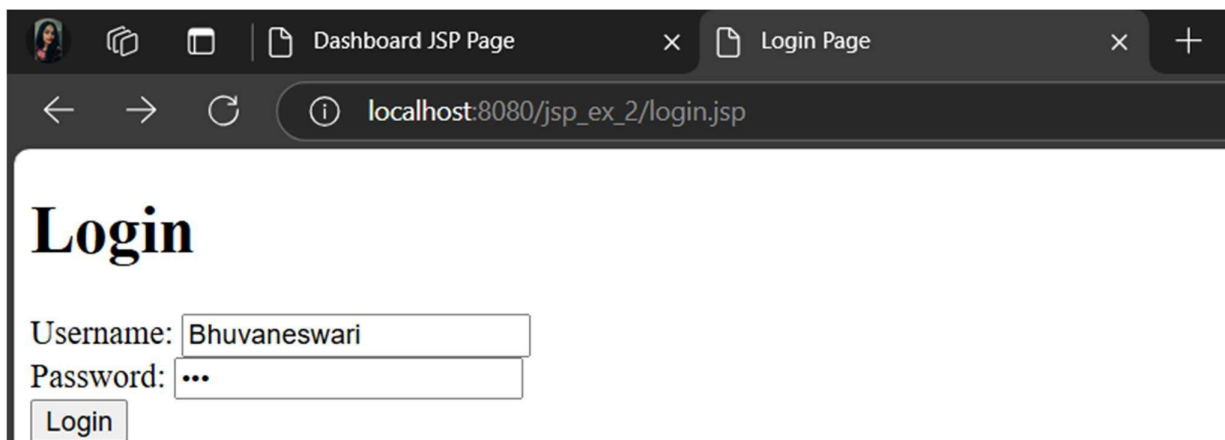 Dashboard JSP Page
Login Page
localhost:8080/jsp_ex_2/login.jsp
Login
Username: Bhuvaneswari
Password: •••
Login